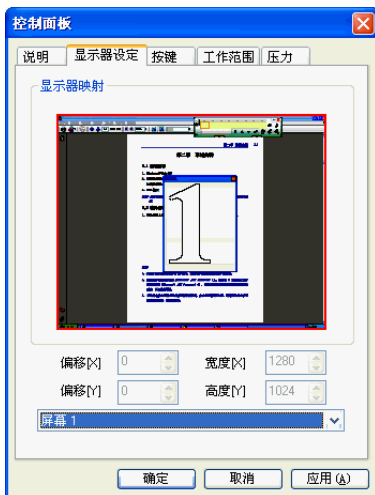 控制面板
说明 显示器设定 按键 工作范围 压力
显示器映射
1
偏移[X] 0 宽度[X] 1280
偏移[Y] 0 高度[Y] 1024
屏幕 1
确定 取消 应用(A)